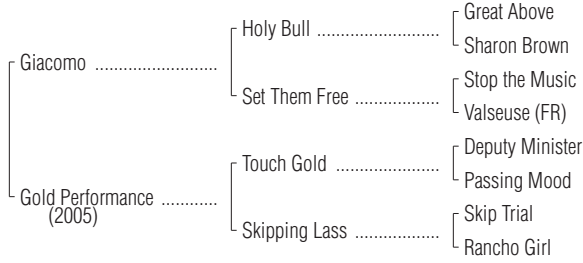 Great Above
Holy Bull ........................
Sharon Brown
Giacomo ........................
Stop the Music
Set Them Free .................
Valseuse (FR)
Deputy Minister
Touch Gold .....................
Passing Mood
Gold Performance ...........
(2005)
Skip Trial
Skipping Lass .................
Rancho Girl